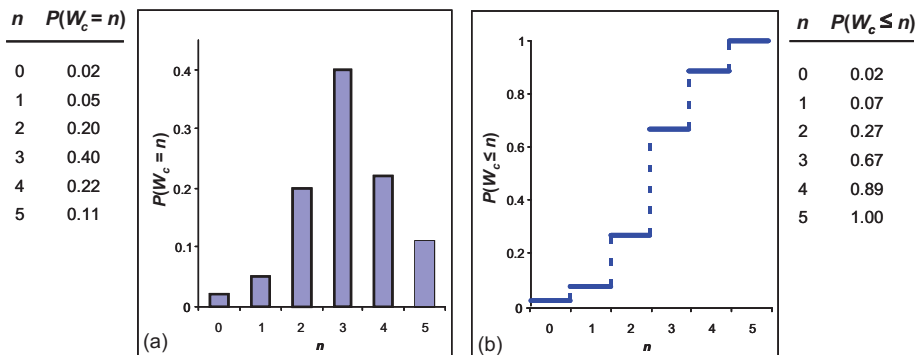 n P(Wc = n)
0 0.02
1 0.05
2 0.20
3 0.40
4 0.22
5 0.11
P(Wc = n)
0.4
0.4
0.2
0.1
0
0 1 2 3 4 5
n
(a)
P(Wc ≤ n)
1
0.8
0.6
0.4
0.2
0
0 1 2 3 4 5
n
(b)
n P(Wc ≤ n)
0 0.02
1 0.07
2 0.27
3 0.67
4 0.89
5 1.00